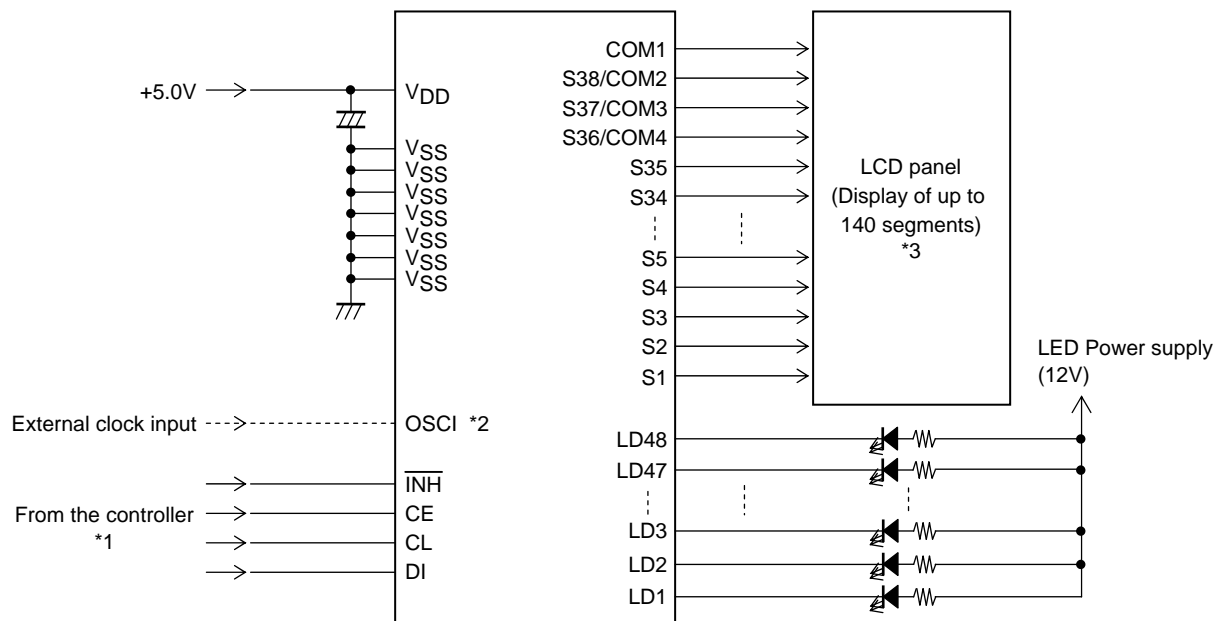 +5.0V
VDD
VSS
VSS
VSS
VSS
VSS
VSS
VSS
External clock input
OSCI *2
From the controller
*1
INH
CE
CL
DI
COM1
S38/COM2
S37/COM3
S36/COM4
S35
S34
S5
S4
S3
S2
S1
LD48
LD47
LD3
LD2
LD1
LCD panel
(Display of up to
140 segments)
*3
LED Power supply
(12V)